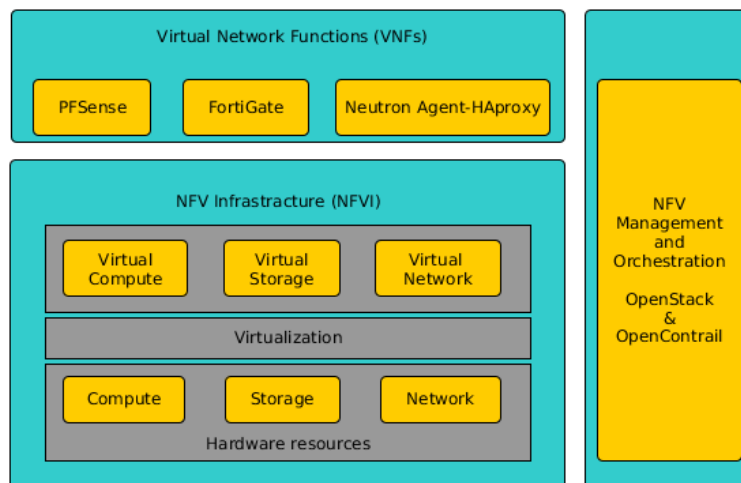 Virtual Network Functions (VNFs)
PFSense
FortiGate
Neutron Agent-HAproxy
NFV Infrastracture (NFVI)
Virtual
Compute
Virtual
Storage
Virtual
Network
Virtualization
Compute
Storage
Network
Hardware resources
NFV
Management
and
Orchestration
OpenStack
&
OpenContrail